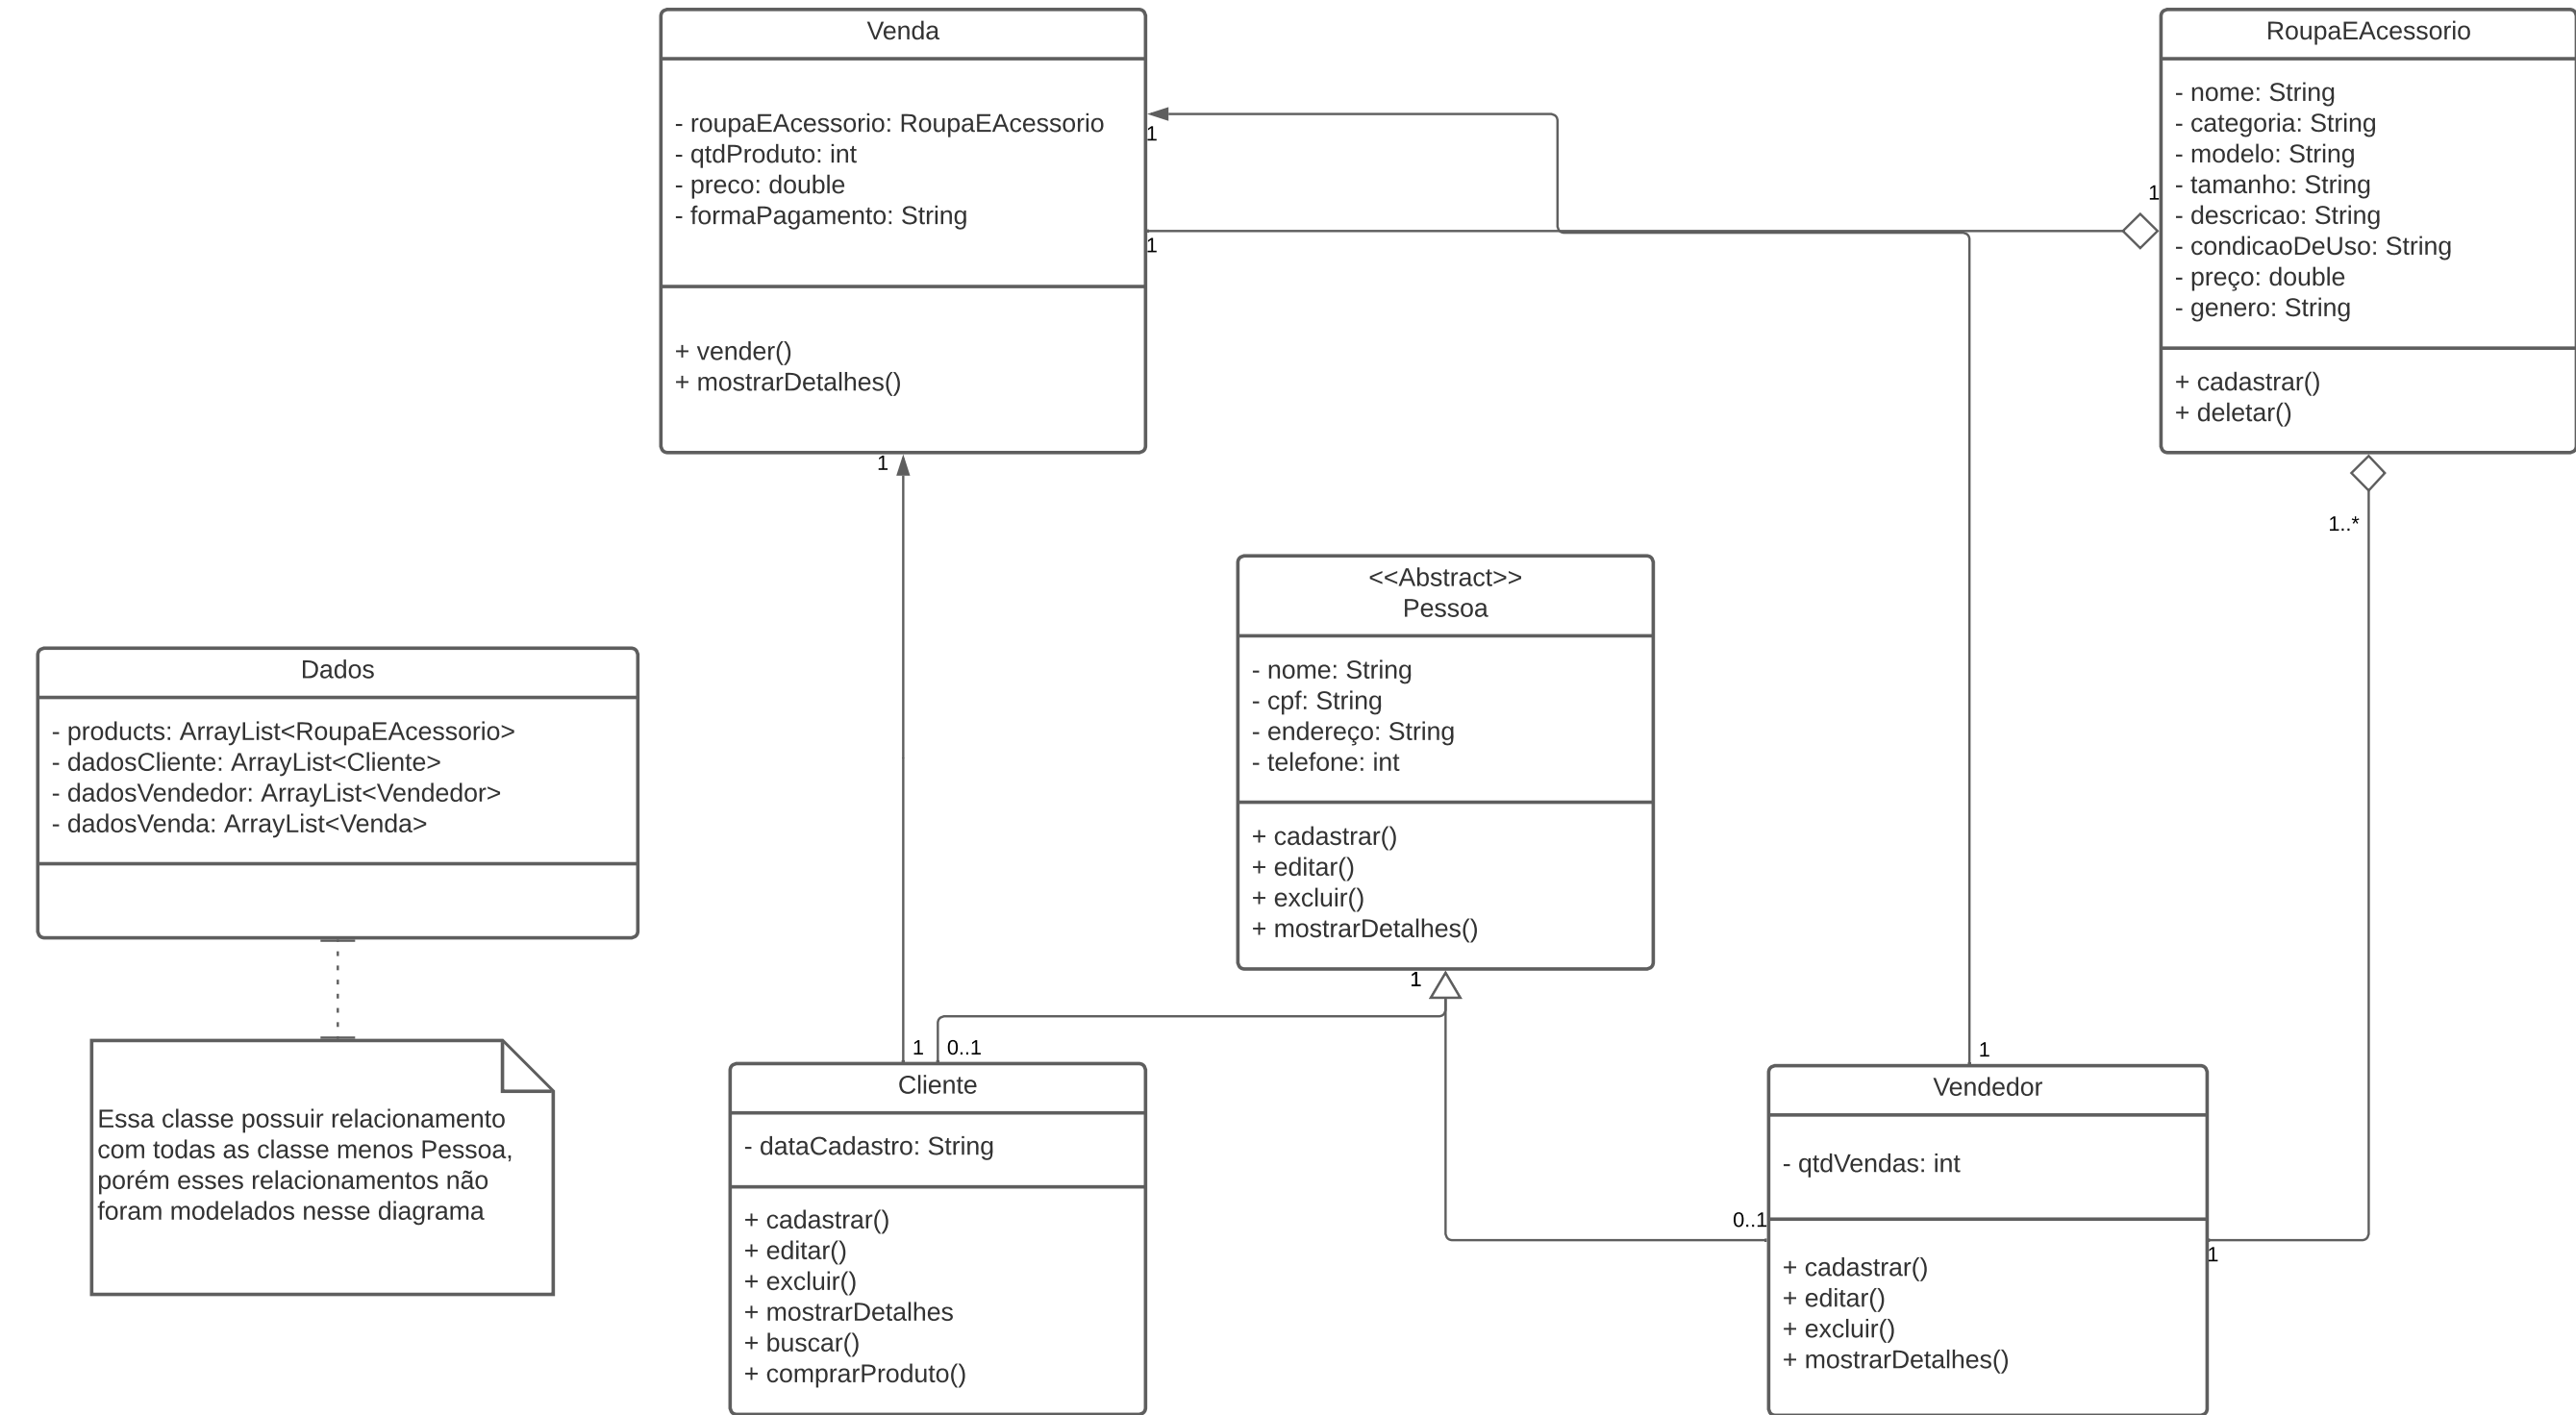 Venda
- roupaEAcessorio: RoupaEAcessorio
- qtdProduto: int
- preco: double
- formaPagamento: String
+ vender()
+ mostrarDetalhes()
1
1
1
RoupaEAcessorio
- nome: String
- categoria: String
- modelo: String
- tamanho: String
- descricao: String
- condicaoDeUso: String
- preço: double
- genero: String
+ cadastrar()
+ deletar()
1
1..*
<<Abstract>>
Pessoa
- nome: String
- cpf: String
- endereço: String
- telefone: int
+ cadastrar()
+ editar()
+ excluir()
+ mostrarDetalhes()
1
Dados
- products: ArrayList<RoupaEAcessorio>
- dadosCliente: ArrayList<Cliente>
- dadosVendedor: ArrayList<Vendedor>
- dadosVenda: ArrayList<Venda>
Essa classe possuir relacionamento
com todas as classe menos Pessoa,
porém esses relacionamentos não
foram modelados nesse diagrama
1
0..1
Cliente
- dataCadastro: String
+ cadastrar()
+ editar()
+ excluir()
+ mostrarDetalhes
+ buscar()
+ comprarProduto()
1
0..1
1
Vendedor
- qtdVendas: int
+ cadastrar()
+ editar()
+ excluir()
+ mostrarDetalhes()